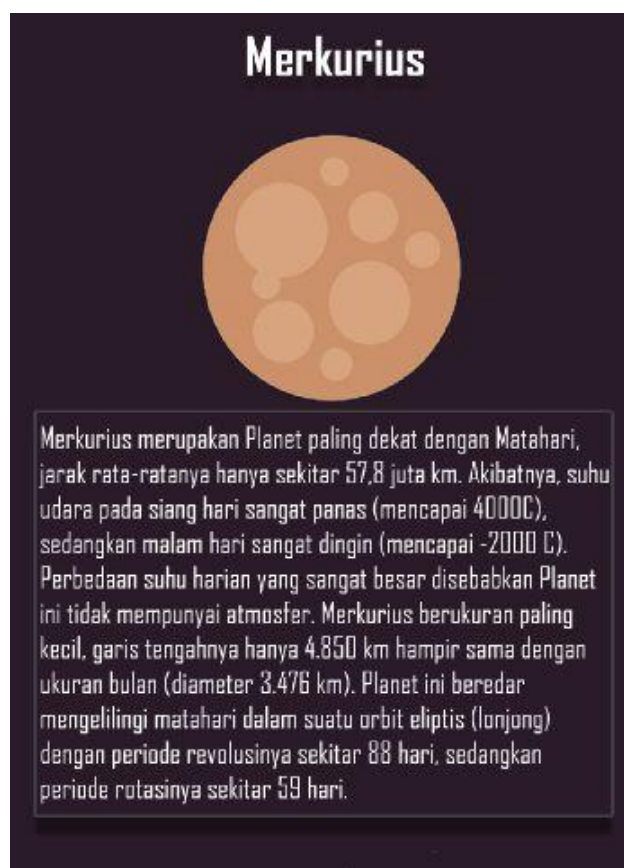 Merkurius
Merkurius merupakan Planet paling dekat dengan Matahari,
jarak rata-ratanya hanya sekitar 57,8 juta km. Akibatnya, suhu
udara pada siang hari sangat panas (mencapai 4000C),
sedangkan malam hari sangat dingin (mencapai -2000 C).
Perbedaan suhu harian yang sangat besar disebabkan Planet
ini tidak mempunyai atmosfer. Merkurius berukuran paling
kecil, garis tengahnya hanya 4.850 km hampir sama dengan
ukuran bulan (diameter 3.476 km). Planet ini beredar
mengelilingi matahari dalam suatu orbit eliptis (lonjong)
dengan periode revolusinya sekitar 88 hari, sedangkan
periode rotasinya sekitar 59 hari.